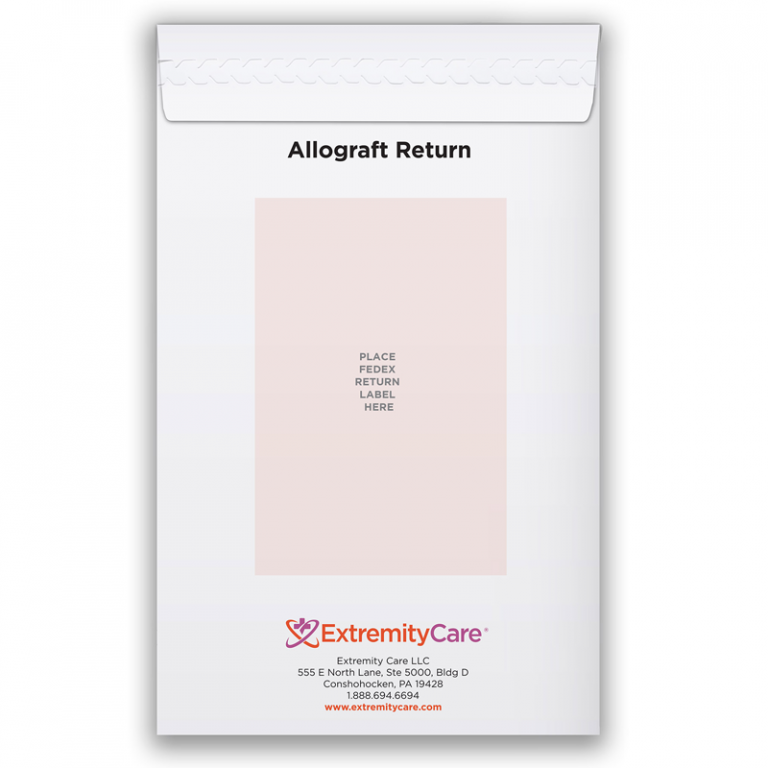 Allograft Return
PLACE
FEDEX
RETURN
LABEL
HERE
ExtremityCare®
Extremity Care LLC
555 E North Lane, Ste 5000, Bldg D
Conshohocken, PA 19428
1.888.694.6694
www.extremitycare.com